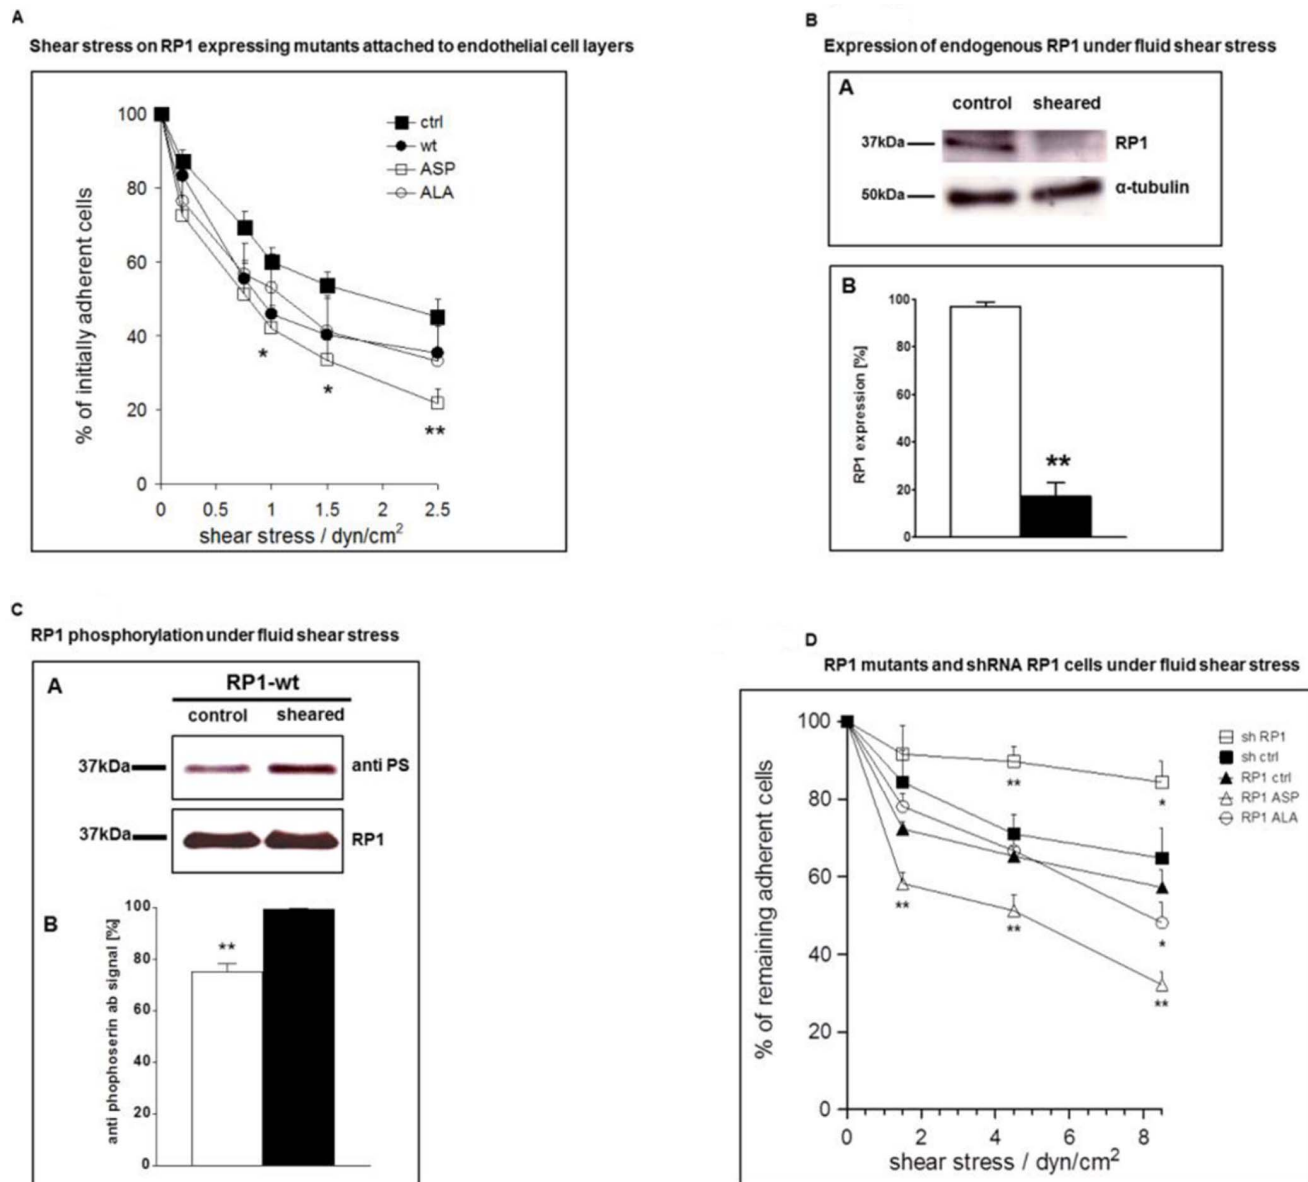 A
Shear stress on RP1 expressing mutants attached to endothelial cell layers
100
80
60
40
20
0
% of initially adherent cells
ctrl
wt
ASP
ALA
*
*
**
0 0.5 1 1.5 2 2.5
shear stress / dyn/cm²
B
Expression of endogenous RP1 under fluid shear stress
A
control sheared
37kDa RP1
50kDa α-tubulin
B
100
80
60
40
20
0
RP1 expression [%]
**
C
RP1 phosphorylation under fluid shear stress
A
RP1-wt
control sheared
37kDa anti PS
37kDa RP1
B
100
80
60
40
20
0
anti phophoserin ab signal [%]
**
D
RP1 mutants and shRNA RP1 cells under fluid shear stress
100
80
60
40
20
0
% of remaining adherent cells
sh RP1
sh ctrl
RP1 ctrl
RP1 ASP
RP1 ALA
**
*
**
**
*
**
0 2 4 6 8
shear stress / dyn/cm²